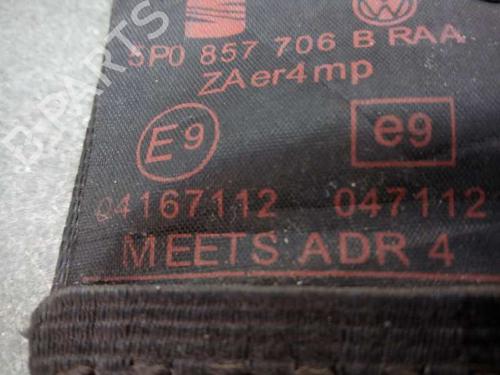 5P0 857 706 B RAA
ZAer4mp
E9 e9
04167112 047112
MEETS ADR 4
B-PARTS